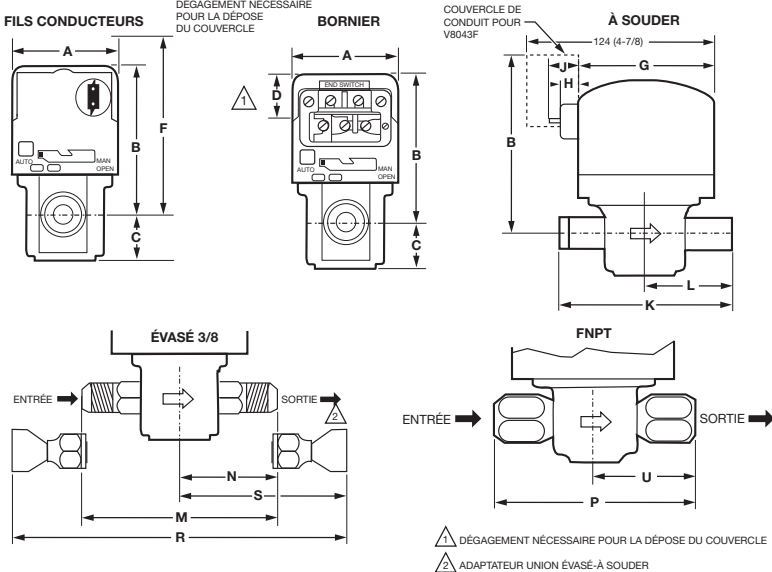 DÉGAGEMENT NÉCESSAIRE
POUR LA DÉPOSE
DU COUVERCLE
FILS CONDUCTEURS
A
F
B
C
AUTO
MAN
OPEN
BORNIER
A
1
D
END SWITCH
B
C
AUTO
MAN
OPEN
COUVERCLE DE
CONDUIT POUR
V8043F
À SOUDER
124 (4-7/8)
J
G
H
B
L
K
ÉVASÉ 3/8
ENTRÉE
SORTIE
2
N
S
M
R
FNPT
ENTRÉE
SORTIE
U
P
1 DÉGAGEMENT NÉCESSAIRE POUR LA DÉPOSE DU COUVERCLE
2 ADAPTATEUR UNION ÉVASÉ-À SOUDER